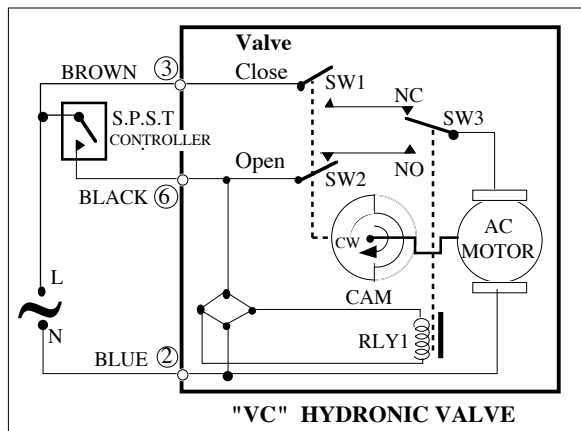 Valve
BROWN ③ Close
SW1
NC
SW3
S.P.S.T
CONTROLLER
Open
NO
SW2
BLACK ⑥
CW
AC
MOTOR
L
CAM
N
RLY1
BLUE ②
"VC" HYDRONIC VALVE